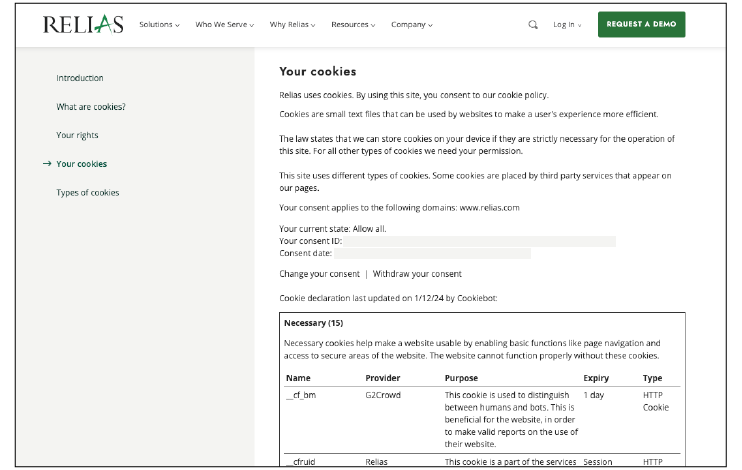 RELIAS Solutions Who We Serve Why Relias Resources Company Log In REQUEST A DEMO
Introduction
What are cookies?
Your rights
Your cookies
Types of cookies
Your cookies
Relias uses cookies. By using this site, you consent to our cookie policy.
Cookies are small text files that can be used by websites to make a user's experience more efficient.
The law states that we can store cookies on your device if they are strictly necessary for the operation of
this site. For all other types of cookies we need your permission.
This site uses different types of cookies. Some cookies are placed by third party services that appear on
our pages.
Your consent applies to the following domains: www.relias.com
Your current state: Allow all.
Your consent ID:
Consent date:
Change your consent | Withdraw your consent
Cookie declaration last updated on 1/12/24 by Cookiebot:
Necessary (15)
Necessary cookies help make a website usable by enabling basic functions like page navigation and
access to secure areas of the website. The website cannot function properly without these cookies.
Name Provider Purpose Expiry Type
__cf_bm G2Crowd This cookie is used to distinguish 1 day HTTP
between humans and bots. This is Cookie
beneficial for the website, in order
to make valid reports on the use of
their website.
__cfruid Relias This cookie is a part of the services Session HTTP